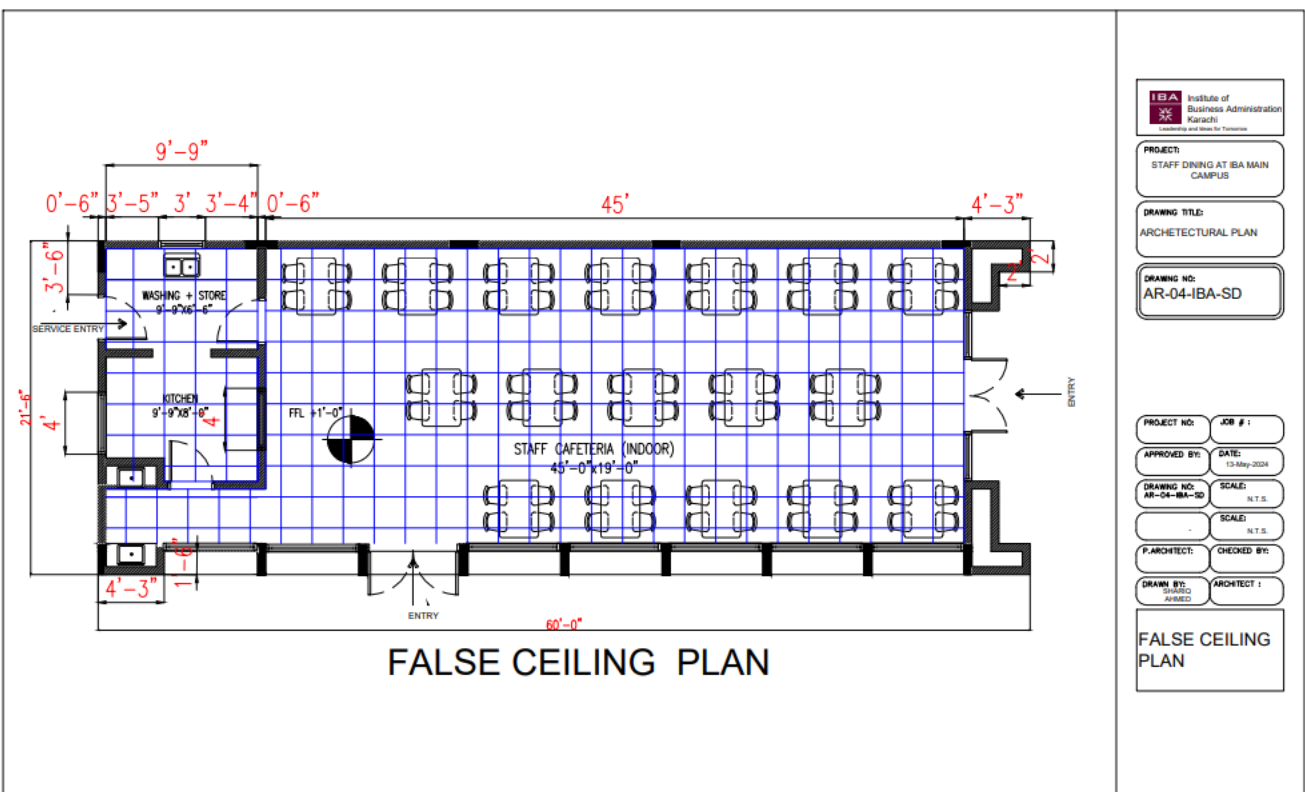 9'-9"
0'-6" 3'-5" 3' 3'-4" 0'-6" 45' 4'-3"
3'-6"
2'
2'
WASHING + STORE
9'-9"X6'-6"
SERVICE ENTRY
ENTRY
21'-6"
4'
KITCHEN
9'-9"X8'-0"
4'
FFL +1'-0"
STAFF CAFETERIA (INDOOR)
45'-0"x19'-0"
1'-6"
4'-3"
ENTRY
60'-0"
FALSE CEILING PLAN
IBA
Institute of
Business Administration
Karachi
Leadership and Ideas for Tomorrow
PROJECT:
STAFF DINING AT IBA MAIN
CAMPUS
DRAWING TITLE:
ARCHETECTURAL PLAN
DRAWING NO:
AR-04-IBA-SD
PROJECT NO: JOB # :
APPROVED BY: DATE:
13-May-2024
DRAWING NO: SCALE:
AR-04-IBA-SD N.T.S.
SCALE:
- N.T.S.
P.ARCHITECT: CHECKED BY:
DRAWN BY: ARCHITECT :
SHARIQ
AHMED
FALSE CEILING
PLAN